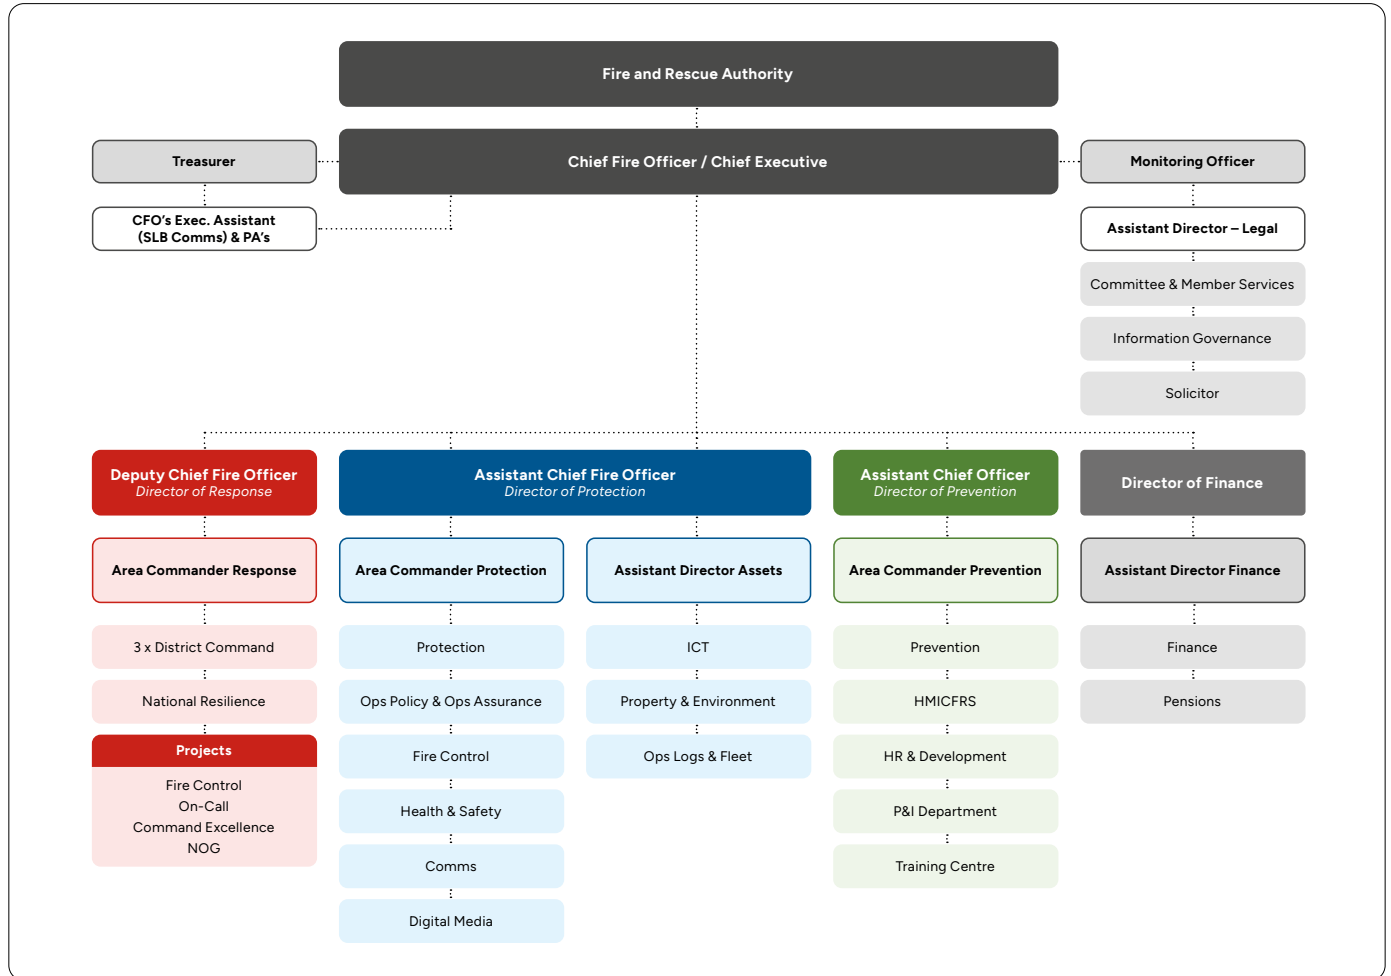 Fire and Rescue Authority
Treasurer
Chief Fire Officer / Chief Executive
Monitoring Officer
CFO's Exec. Assistant
(SLB Comms) & PA's
Assistant Director – Legal
Committee & Member Services
Information Governance
Solicitor
Deputy Chief Fire Officer
Director of Response
Assistant Chief Fire Officer
Director of Protection
Assistant Chief Officer
Director of Prevention
Director of Finance
Area Commander Response
Area Commander Protection
Assistant Director Assets
Area Commander Prevention
Assistant Director Finance
3 x District Command
National Resilience
Projects
Fire Control
On-Call
Command Excellence
NOG
Protection
Ops Policy & Ops Assurance
Fire Control
Health & Safety
Comms
Digital Media
ICT
Property & Environment
Ops Logs & Fleet
Prevention
HMICFRS
HR & Development
P&I Department
Training Centre
Finance
Pensions